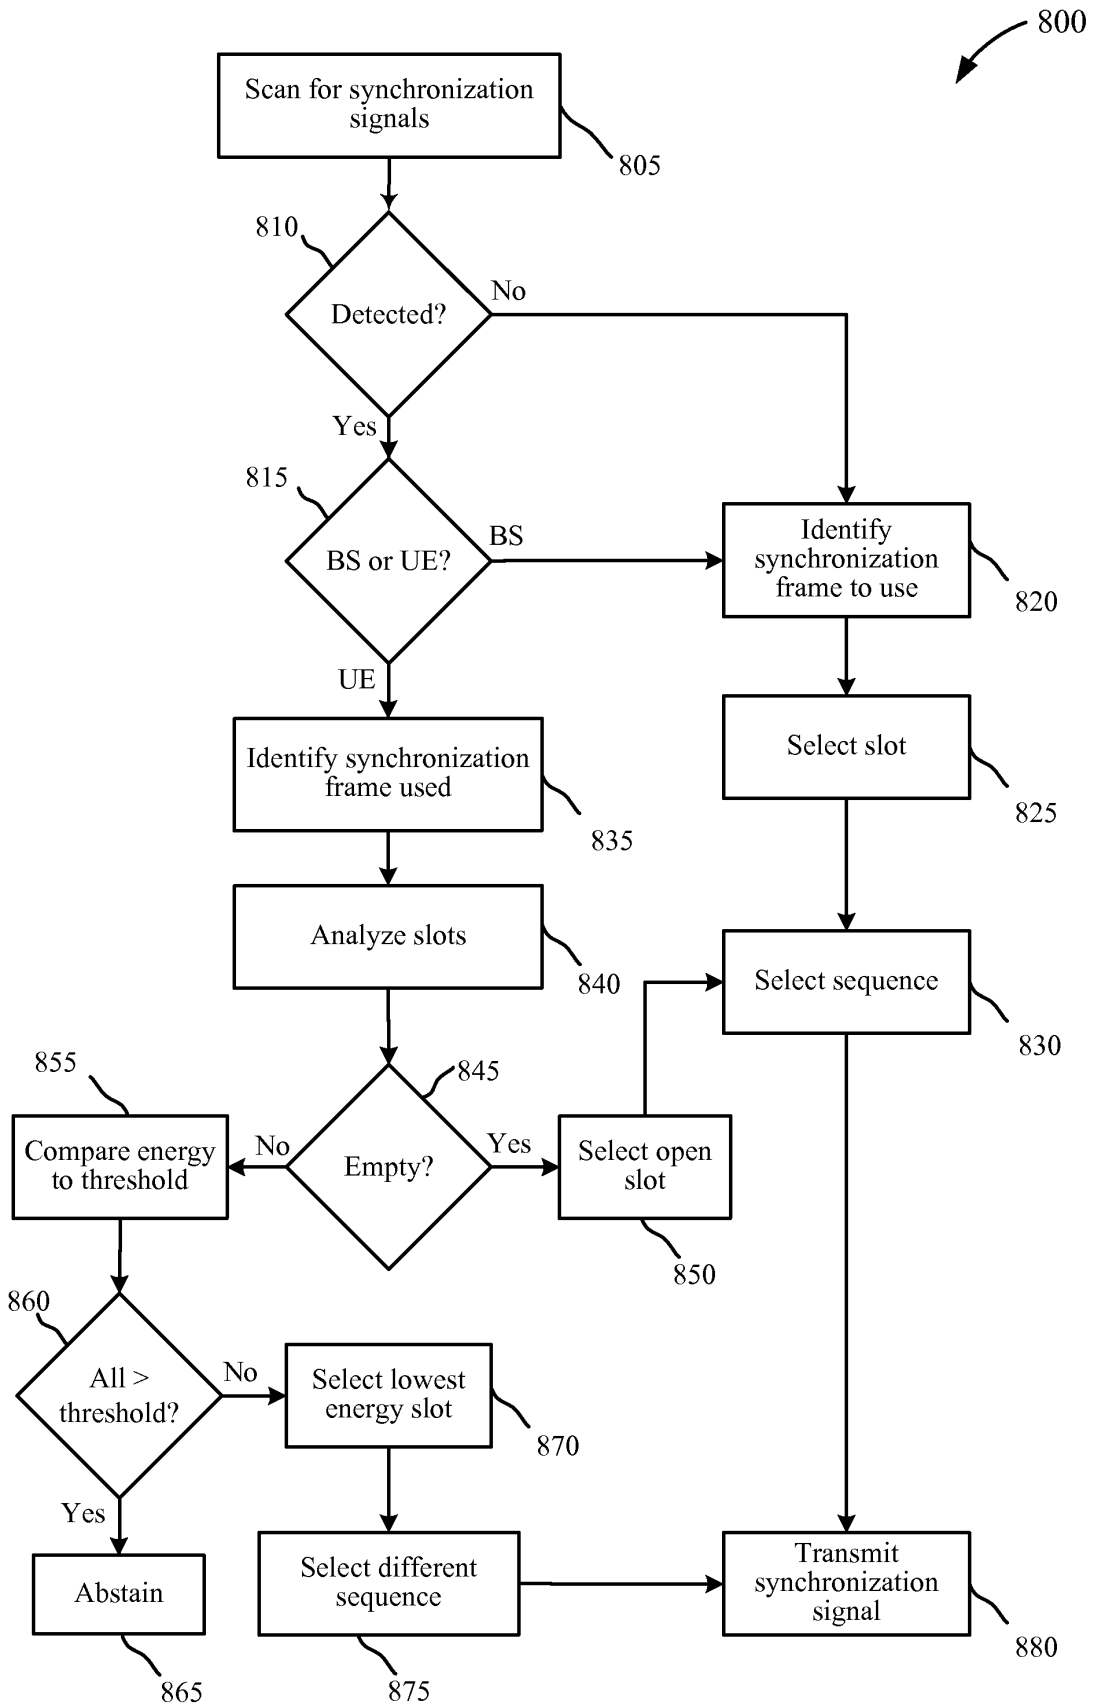 800
Scan for synchronization
signals
805
810
Detected?
No
Yes
815
BS or UE?
BS
UE
Identify
synchronization
frame to use
820
Identify synchronization
frame used
835
Select slot
825
Analyze slots
840
Select sequence
830
845
Empty?
No
Yes
855
Compare energy
to threshold
Select open
slot
850
860
All >
threshold?
No
Yes
Select lowest
energy slot
870
Abstain
865
Select different
sequence
875
Transmit
synchronization
signal
880